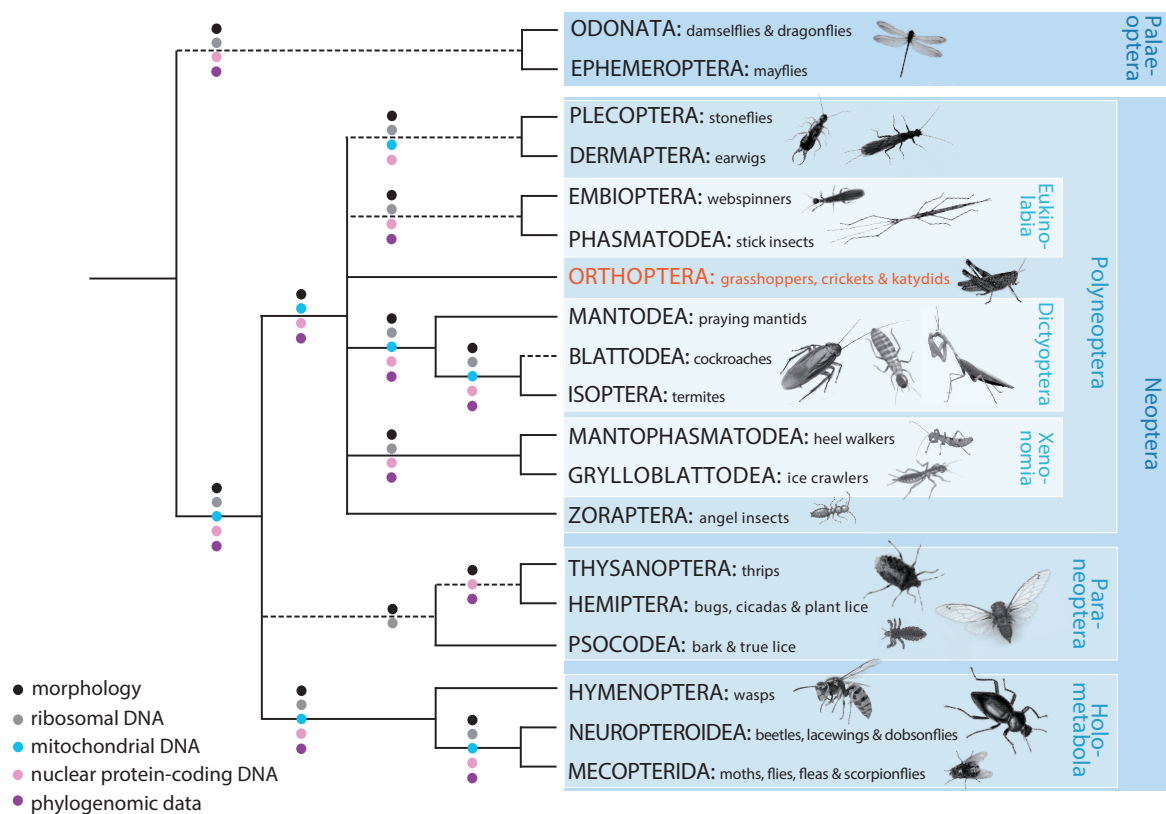 ODONATA: damselflies & dragonflies
EPHEMEROPTERA: mayflies
Palae-
optera
PLECOPTERA: stoneflies
DERMAPTERA: earwigs
EMBIOPTERA: webspinners
PHASMATODEA: stick insects
Eukino-
labia
ORTHOPTERA: grasshoppers, crickets & katydids
MANTODEA: praying mantids
BLATTODEA: cockroaches
ISOPTERA: termites
Dictyoptera
MANTOPHASMATODEA: heel walkers
GRYLLOBLATTODEA: ice crawlers
Xeno-
nomia
ZORAPTERA: angel insects
Polyneoptera
THYSANOPTERA: thrips
HEMIPTERA: bugs, cicadas & plant lice
PSOCODEA: bark & true lice
Para-
neoptera
HYMENOPTERA: wasps
NEUROPTEROIDEA: beetles, lacewings & dobsonflies
MECOPTERIDA: moths, flies, fleas & scorpionflies
Holo-
metabola
Neoptera
morphology
ribosomal DNA
mitochondrial DNA
nuclear protein-coding DNA
phylogenomic data